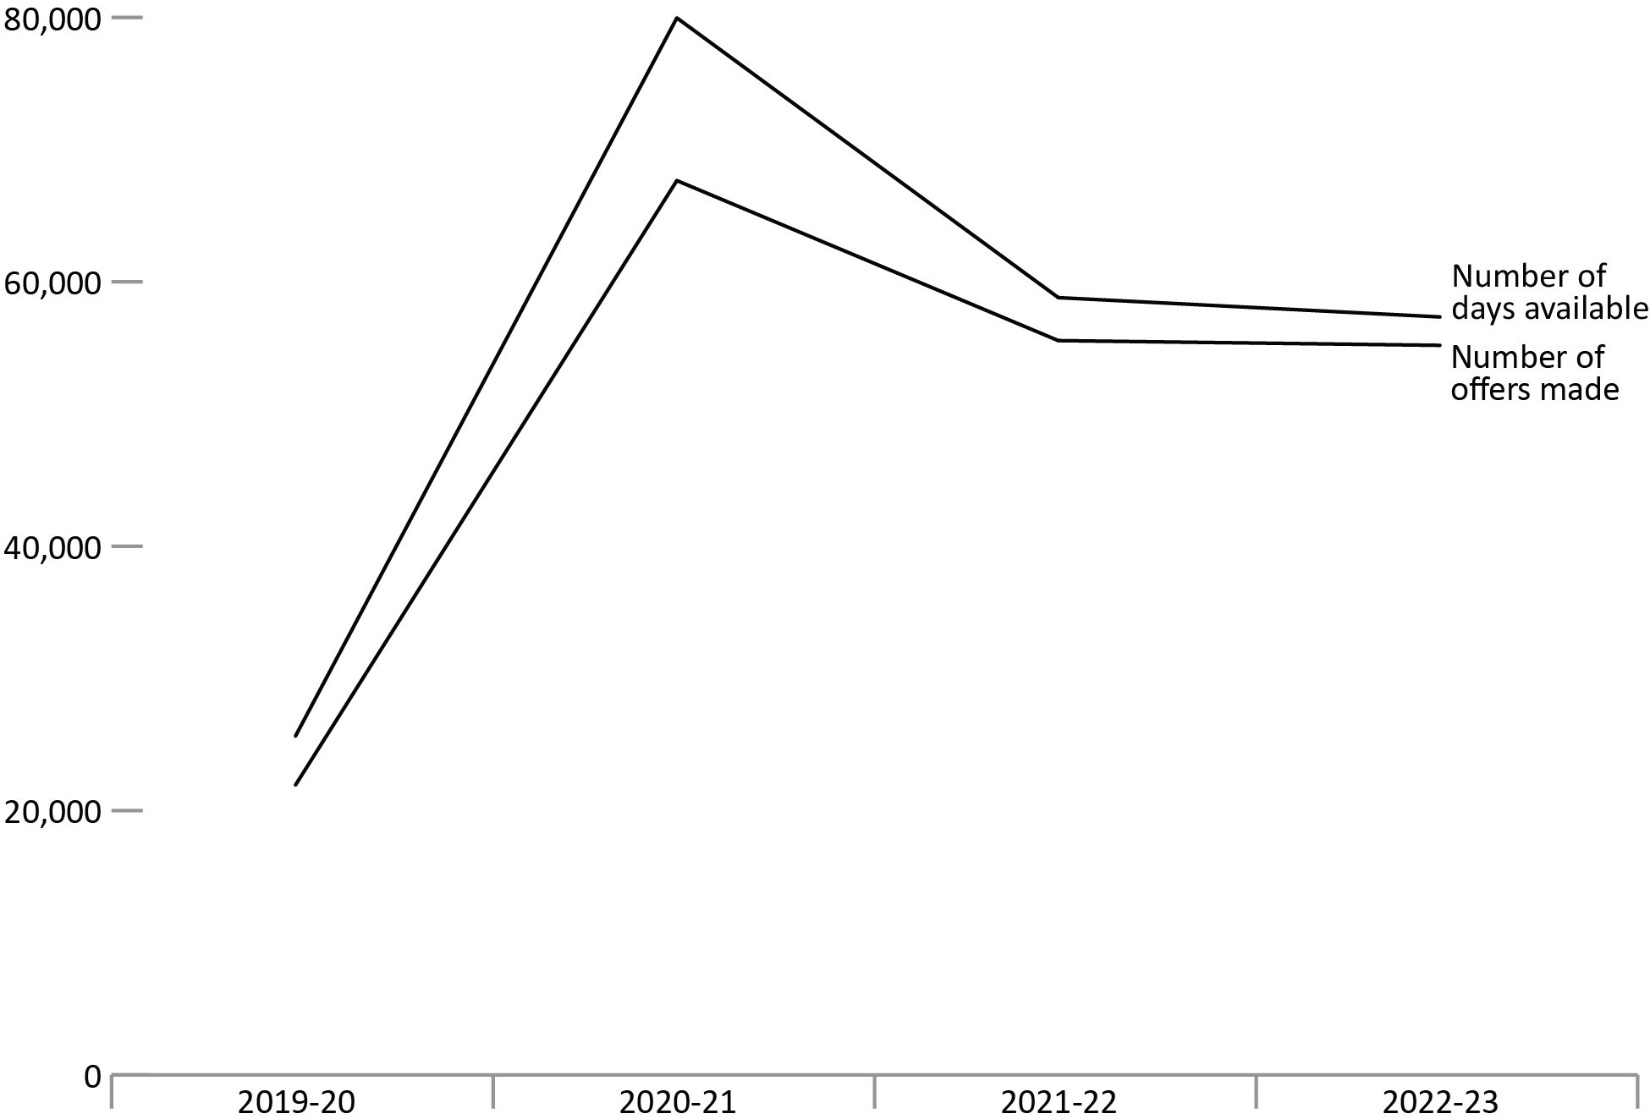 80,000
60,000
Number of
days available
Number of
offers made
40,000
20,000
0
2019-20
2020-21
2021-22
2022-23